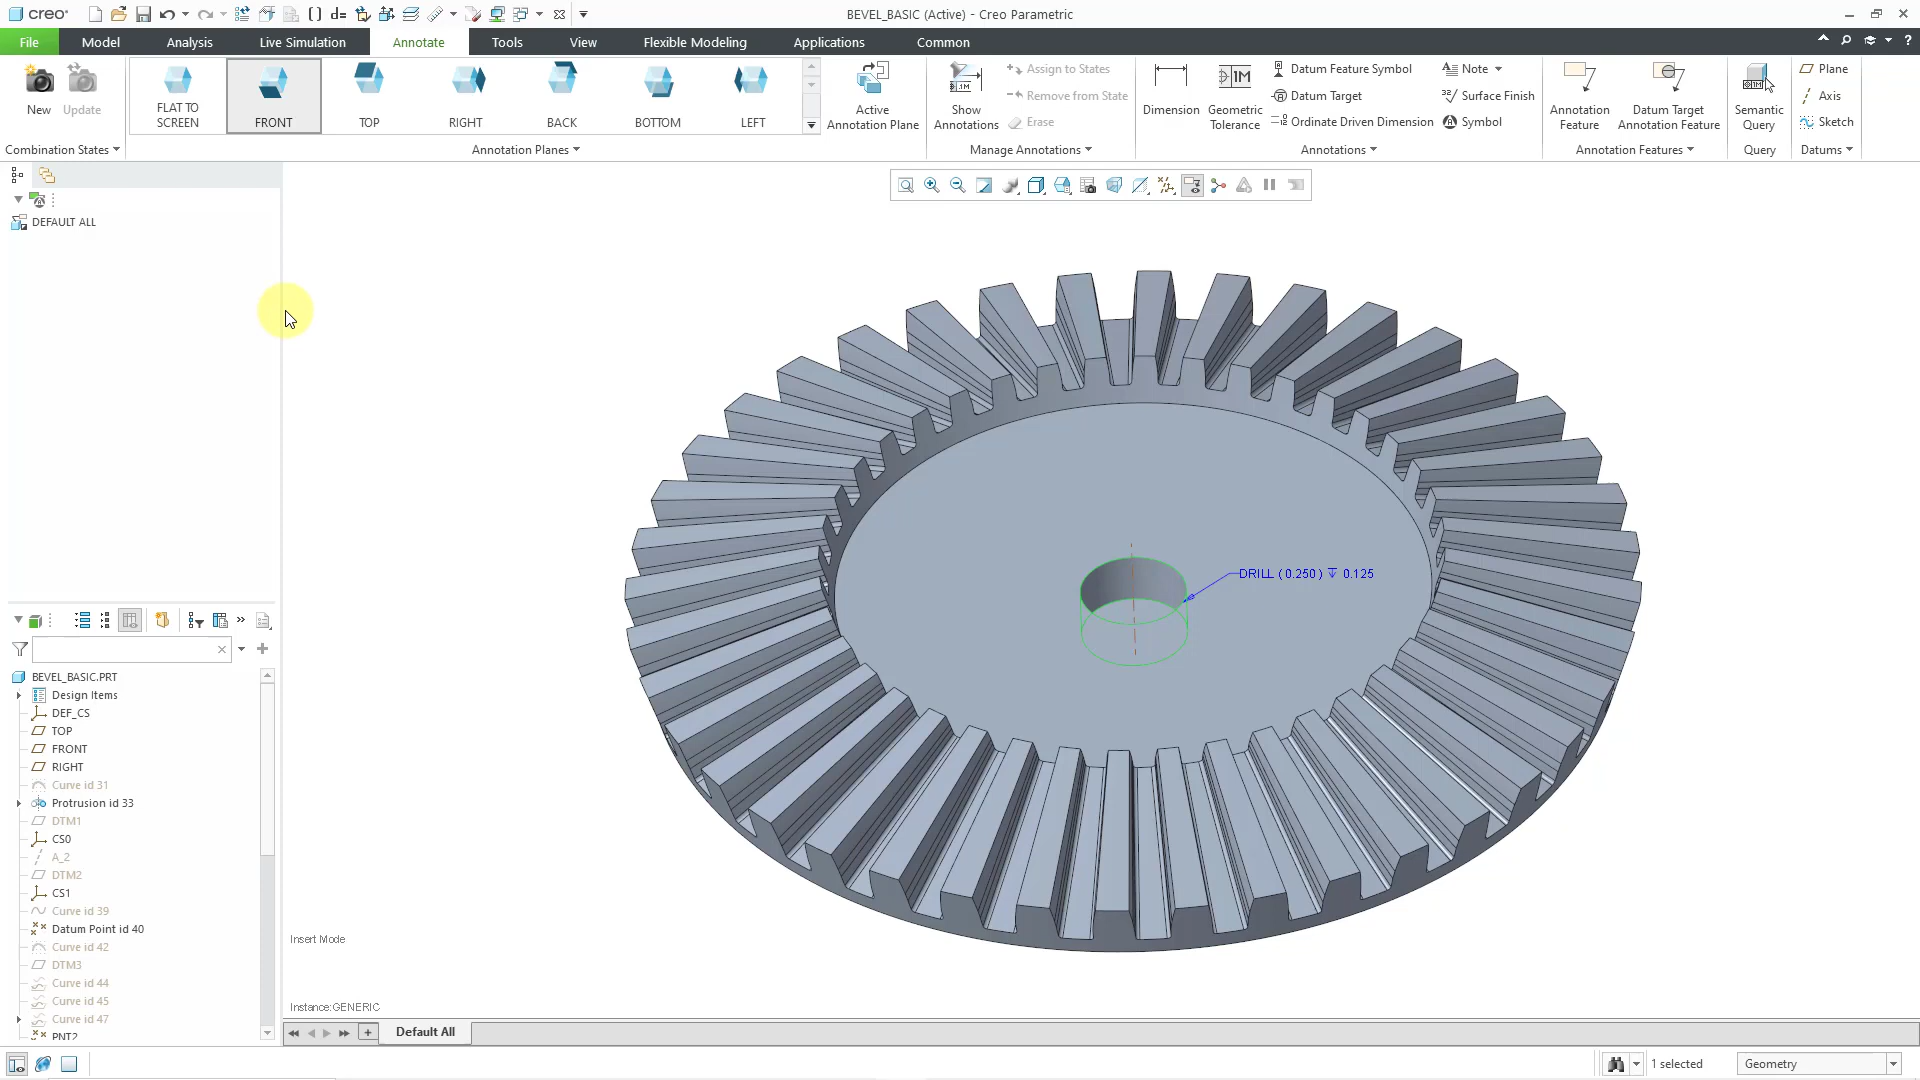 creo
BEVEL_BASIC (Active) - Creo Parametric
File
Model
Analysis
Live Simulation
Annotate
Tools
View
Flexible Modeling
Applications
Common
New
Update
Combination States
FLAT TO
SCREEN
FRONT
TOP
RIGHT
BACK
BOTTOM
LEFT
Annotation Planes
Active
Annotation Plane
Show
Annotations
Assign to States
Remove from State
Erase
Manage Annotations
Dimension
Geometric
Tolerance
Datum Feature Symbol
Datum Target
Ordinate Driven Dimension
Note
Surface Finish
Symbol
Annotations
Annotation
Feature
Datum Target
Annotation Feature
Annotation Features
Semantic
Query
Query
Plane
Axis
Sketch
Datums
DEFAULT ALL
BEVEL_BASIC.PRT
Design Items
DEF_CS
TOP
FRONT
RIGHT
Curve id 31
Protrusion id 33
DTM1
CS0
A_2
DTM2
CS1
Curve id 39
Datum Point id 40
Curve id 42
DTM3
Curve id 44
Curve id 45
Curve id 47
PNT2
DRILL ( 0.250 ) ↧ 0.125
Insert Mode
Instance:GENERIC
Default All
1 selected
Geometry